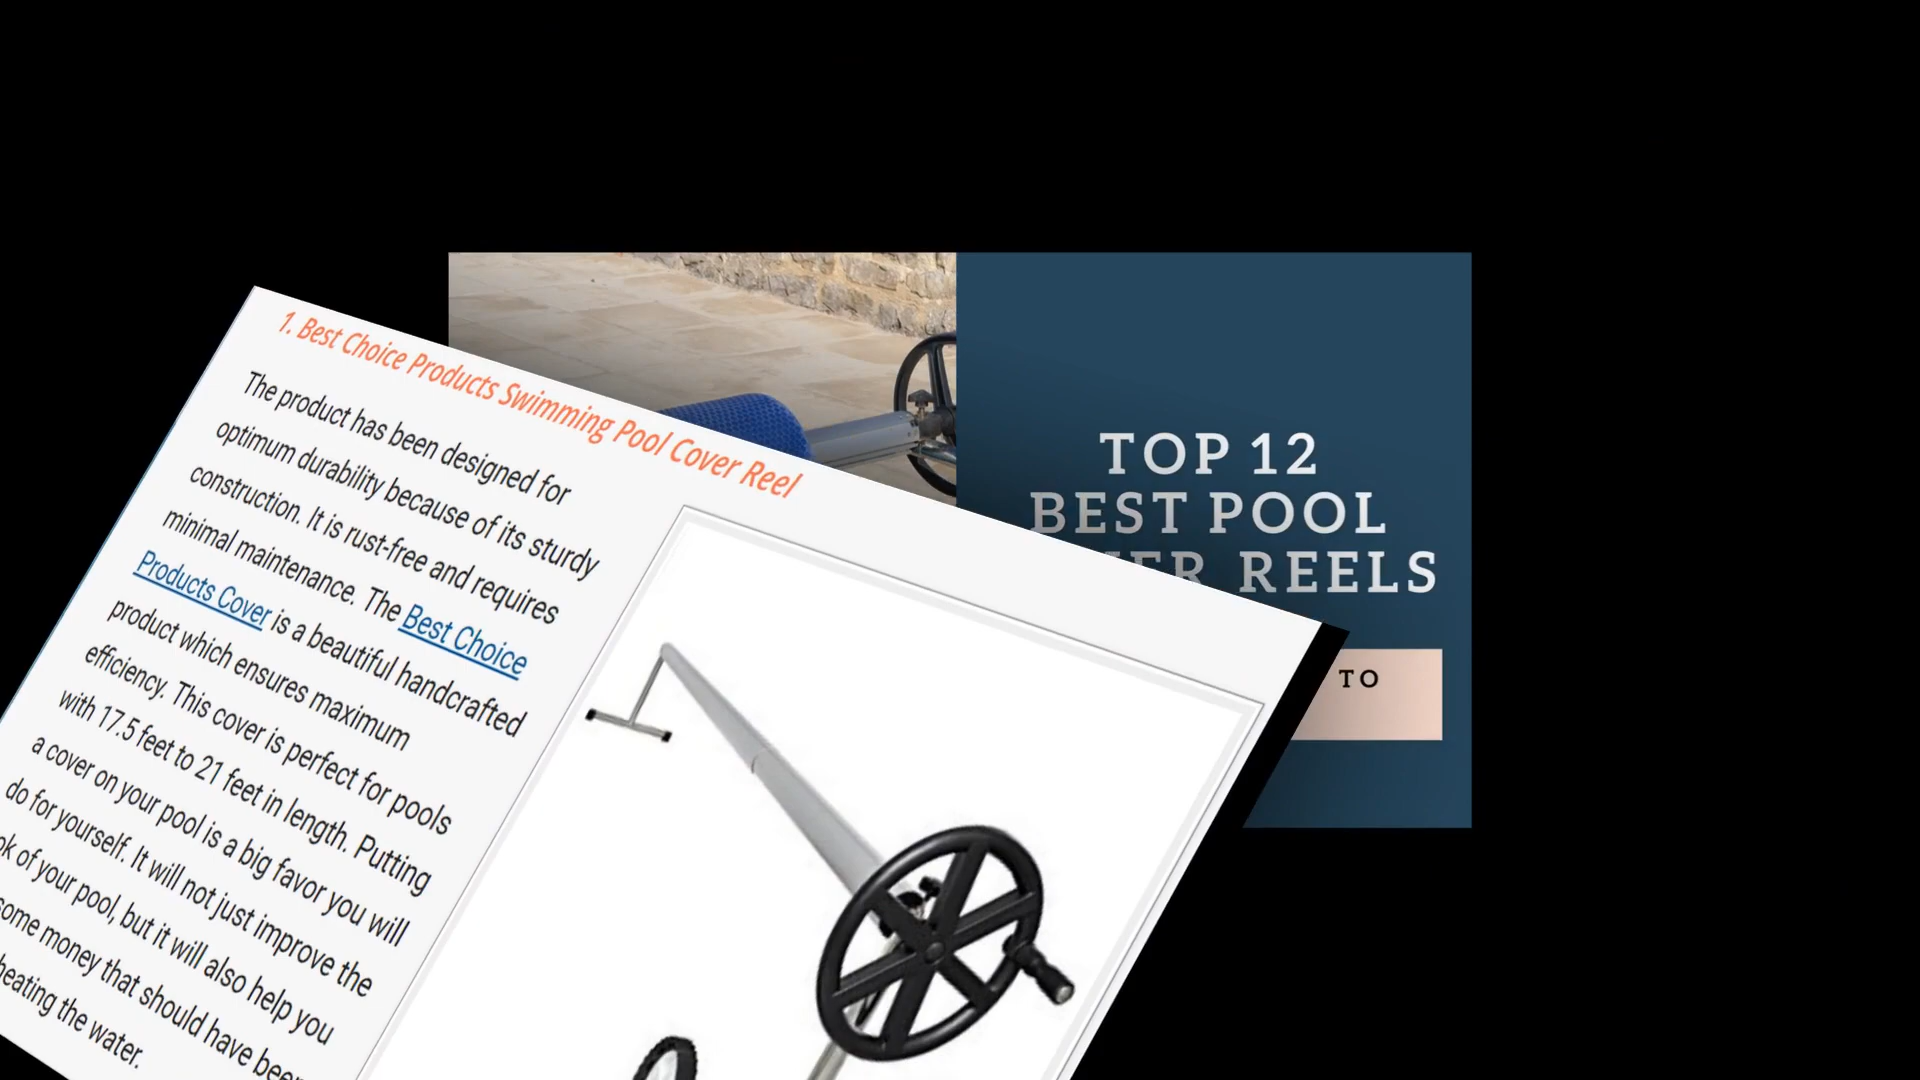 1. Best Choice Products Swimming Pool Cover Reel
The product has been designed for
optimum durability because of its sturdy
construction. It is rust-free and requires
minimal maintenance. The Best Choice
Products Cover is a beautiful handcrafted
product which ensures maximum
efficiency. This cover is perfect for pools
with 17.5 feet to 21 feet in length. Putting
a cover on your pool is a big favor you will
do for yourself. It will not just improve the
of your pool, but it will also help you
some money that should have been
heating the water.
TOP 12
BEST POOL
REELS
TO